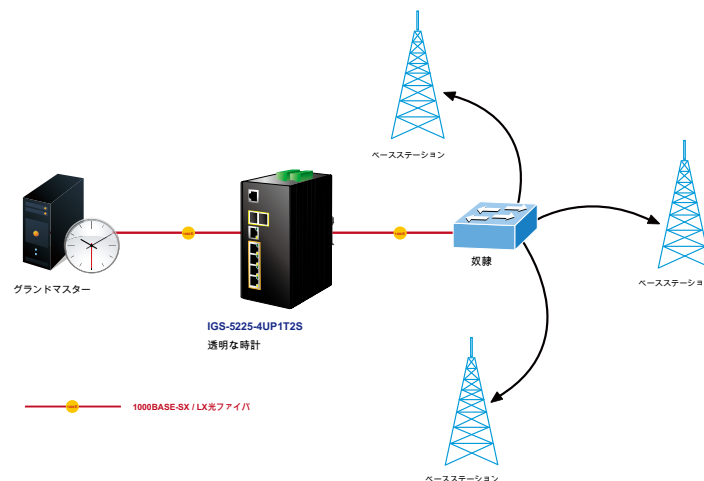 ベースステーション
ベースステーション
グランドマスター
奴隷
IGS-5225-4UP1T2S
透明な時計
1000BASE-SX / LX光ファイバ
ベースステーション